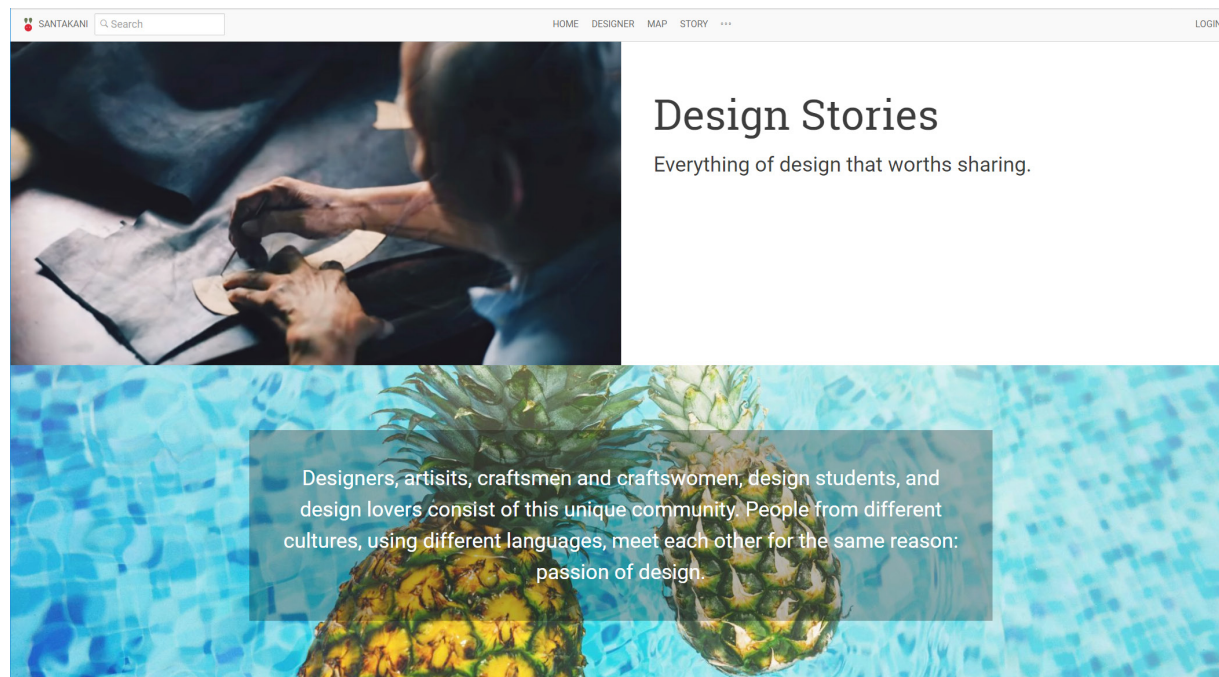 SANTAKANI Search HOME DESIGNER MAP STORY ••• LOGIN
Design Stories
Everything of design that worths sharing.
Designers, artisits, craftsmen and craftswomen, design students, and
design lovers consist of this unique community. People from different
cultures, using different languages, meet each other for the same reason:
passion of design.